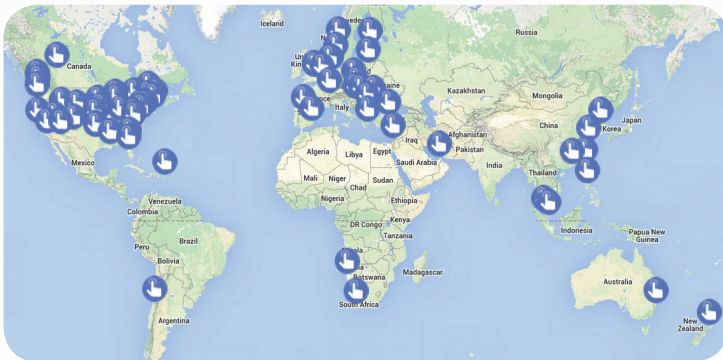 Iceland
Russia
Canada
Kazakhstan
Mongolia
Italy
China
Japan
Korea
Afghanistan
Iraq
Pakistan
Algeria
Libya
Egypt
Saudi Arabia
India
Mexico
Mali
Niger
Sudan
Chad
Thailand
Nigeria
Ethiopia
Venezuela
Colombia
DR Congo
Kenya
Indonesia
Papua New
Guinea
Tanzania
Peru
Brazil
Bolivia
Botswana
Madagascar
Australia
South Africa
Argentina
New
Zealand